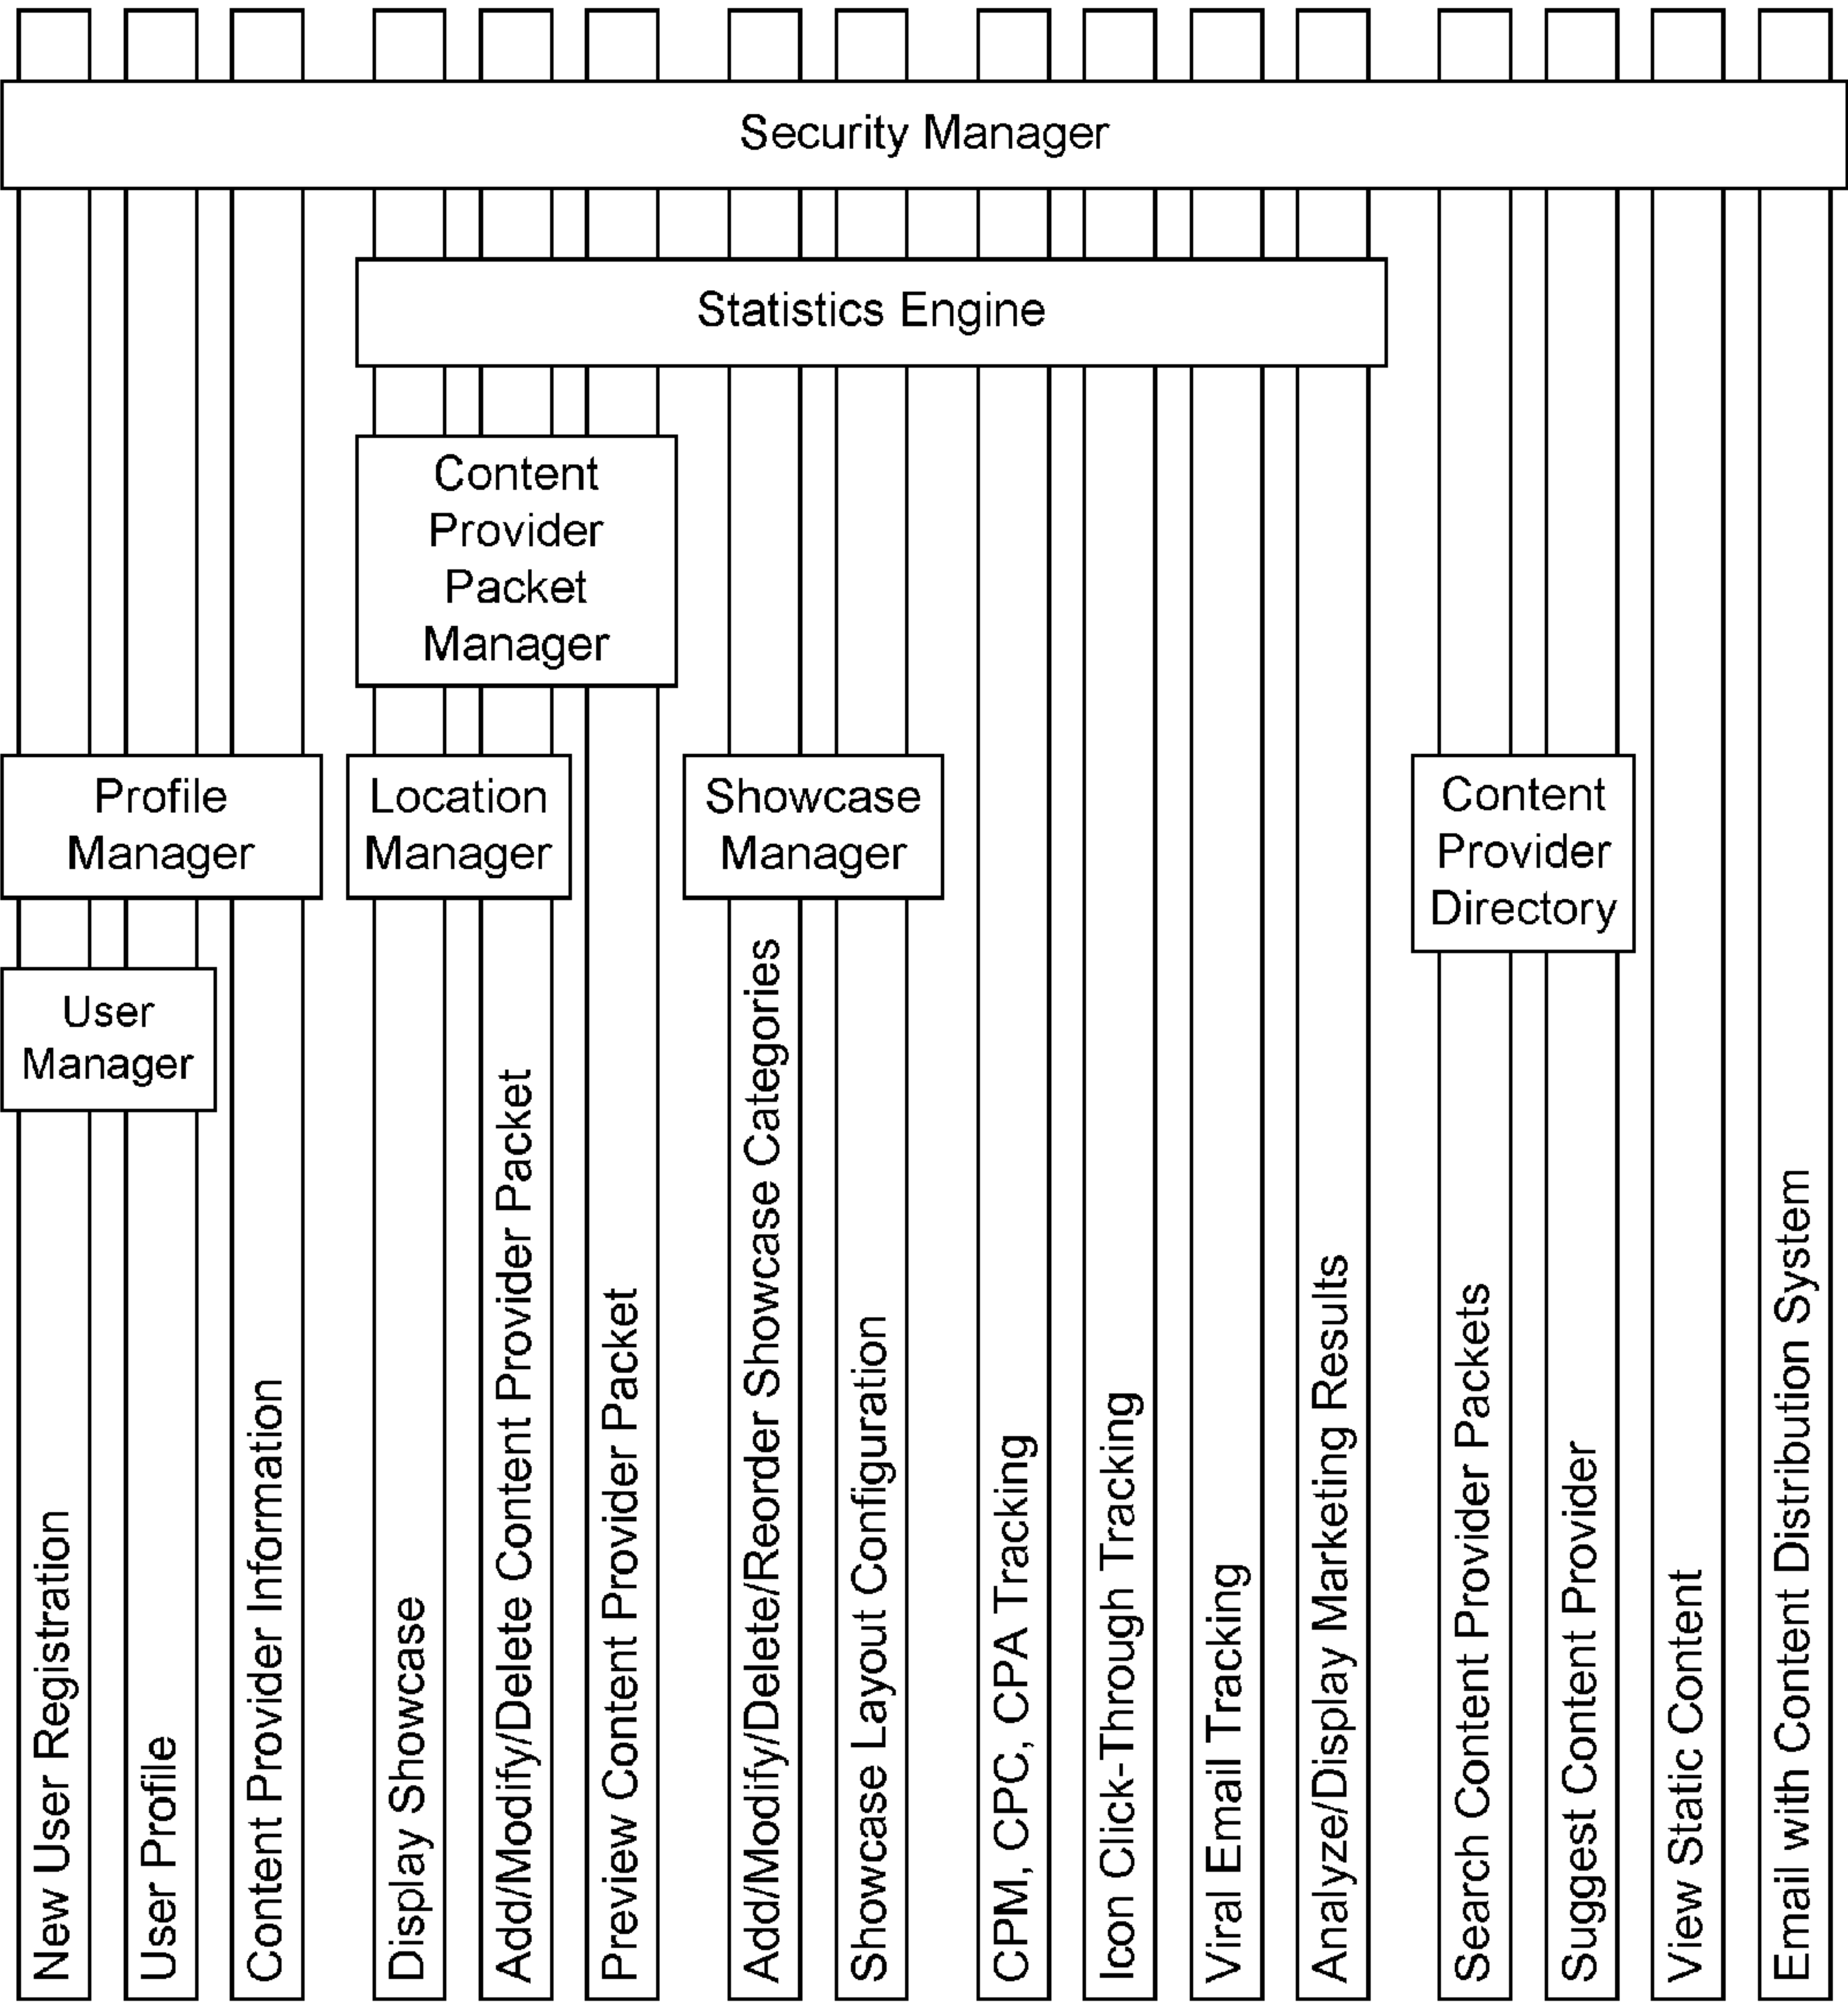 Security Manager
Statistics Engine
Content
Provider
Packet
Manager
Profile
Manager
Location
Manager
Showcase
Manager
Content
Provider
Directory
User
Manager
New User Registration
User Profile
Content Provider Information
Display Showcase
Add/Modify/Delete Content Provider Packet
Preview Content Provider Packet
Add/Modify/Delete/Reorder Showcase Categories
Showcase Layout Configuration
CPM, CPC, CPA Tracking
Icon Click-Through Tracking
Viral Email Tracking
Analyze/Display Marketing Results
Search Content Provider Packets
Suggest Content Provider
View Static Content
Email with Content Distribution System